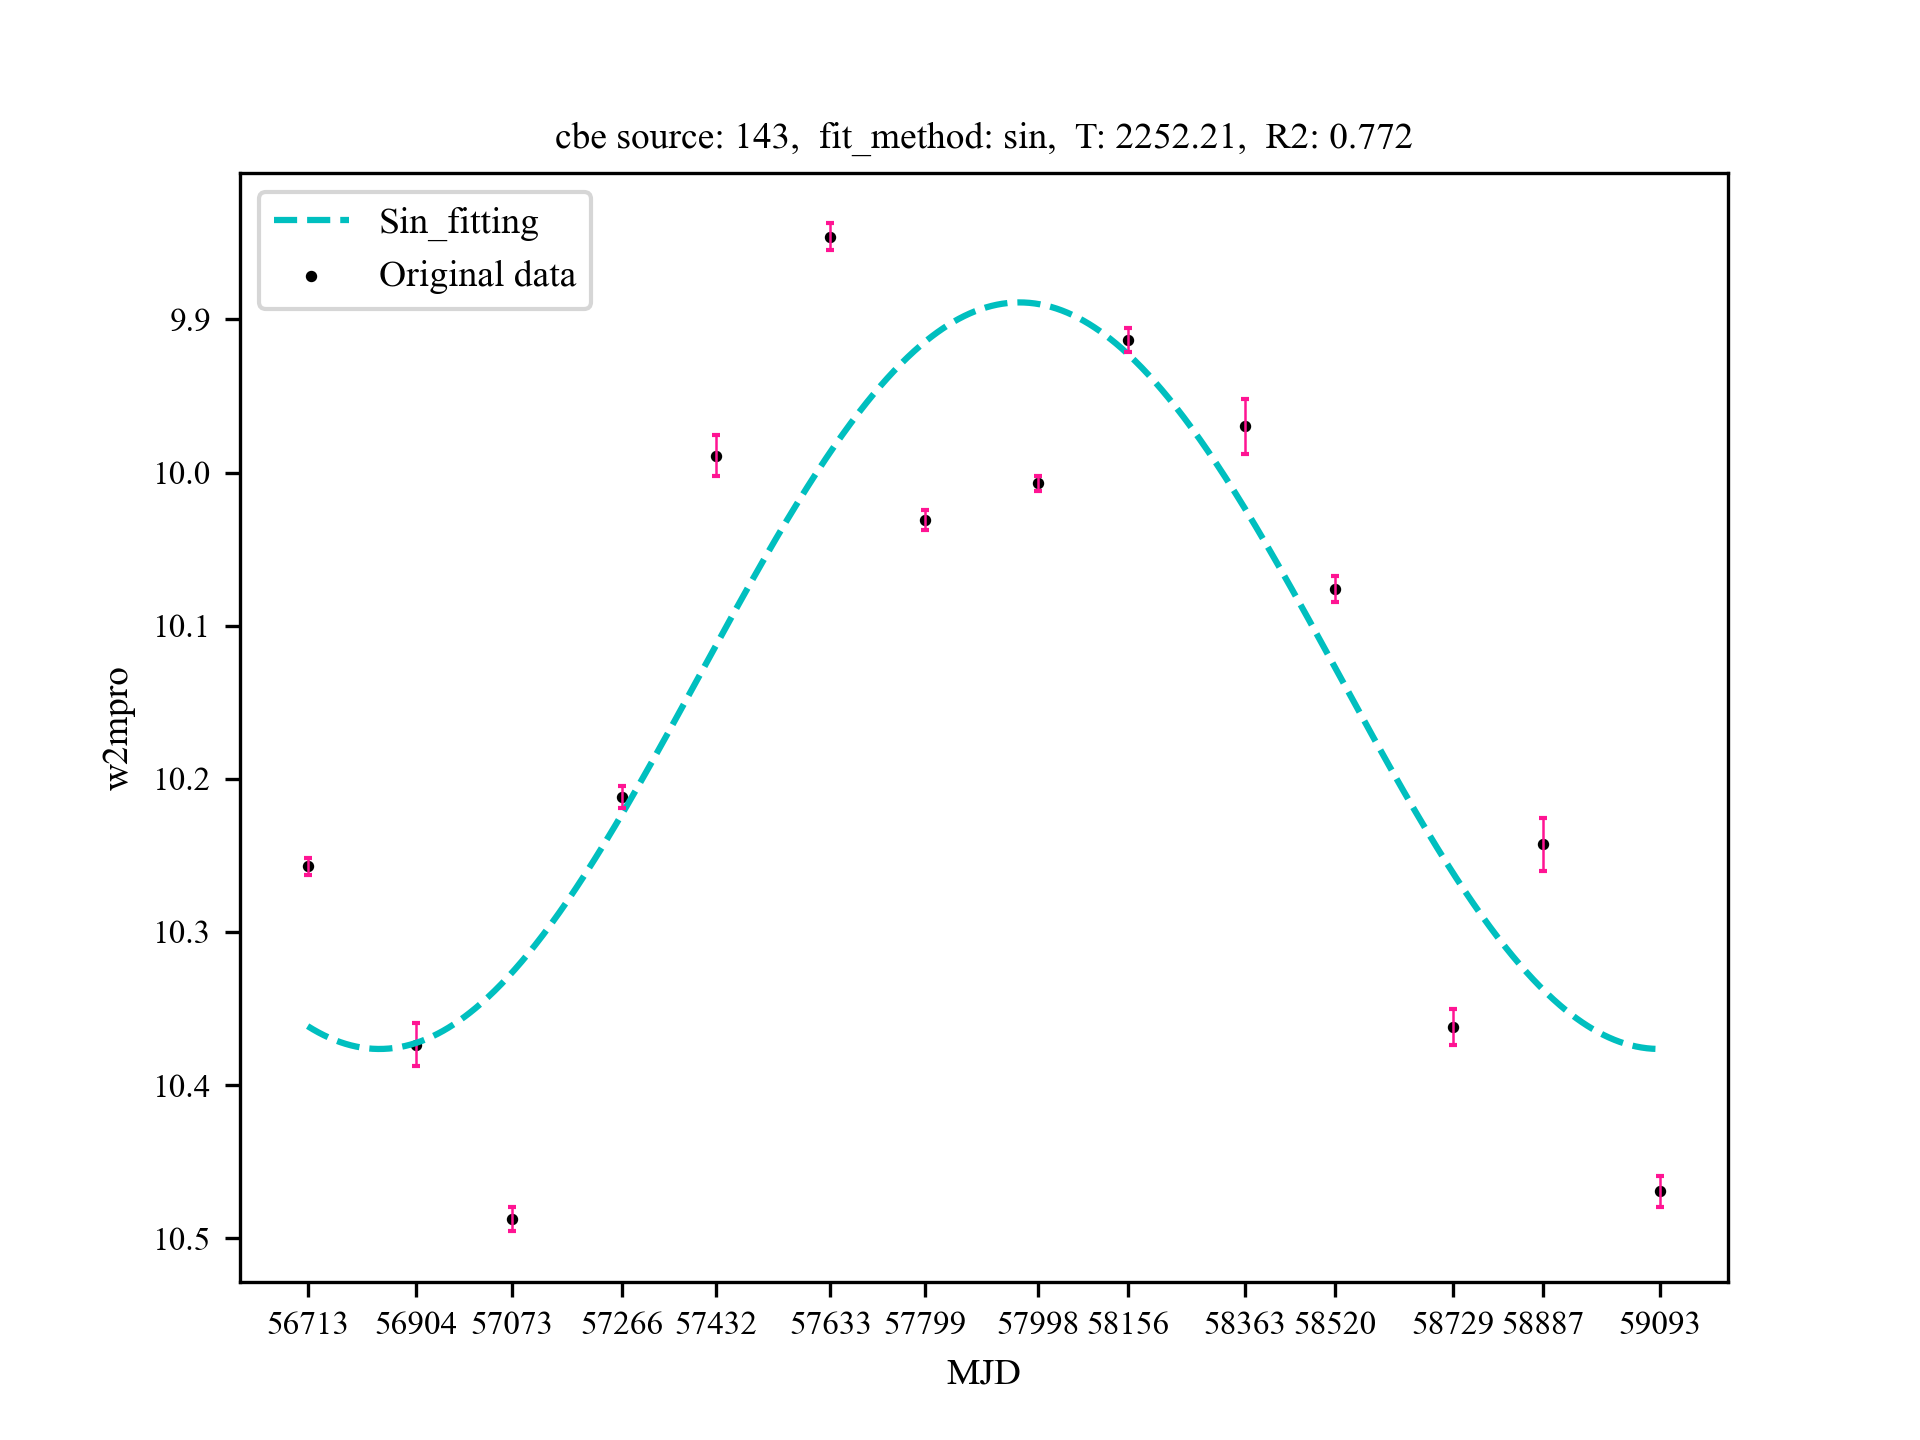 cbe source: 143,  fit_method: sin,  T: 2252.21,  R2: 0.772
Sin_fitting
Original data
9.9
10.0
10.1
10.2
10.3
10.4
10.5
w2mpro
56713 56904 57073 57266 57432 57633 57799 57998 58156 58363 58520 58729 58887 59093
MJD